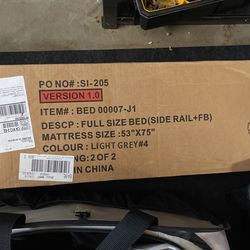 PO NO#:SI-205
VERSION 1.0
ITEM#: BED 00007-J1
DESCP: FULL SIZE BED(SIDE RAIL+FB)
MATTRESS SIZE: 53"X75"
COLOUR: LIGHT GREY#4
NG: 2 OF 2
IN CHINA